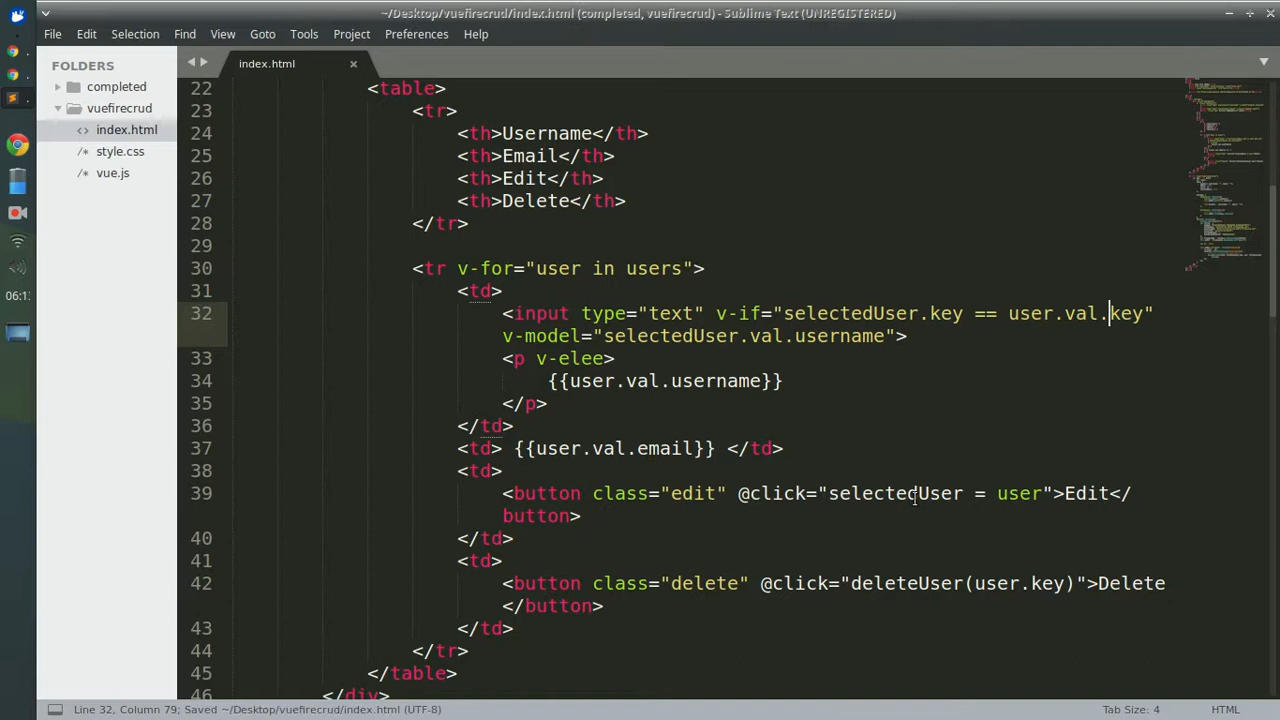 ~/Desktop/vuefirecrud/index.html (completed, vuefirecrud) - Sublime Text (UNREGISTERED)
File Edit Selection Find View Goto Tools Project Preferences Help
FOLDERS
completed
vuefirecrud
<> index.html
/* style.css
/* vue.js
06:1
index.html
22 <table>
23 <tr>
24 <th>Username</th>
25 <th>Email</th>
26 <th>Edit</th>
27 <th>Delete</th>
28 </tr>
29
30 <tr v-for="user in users">
31 <td>
32 <input type="text" v-if="selectedUser.key == user.val.key"
v-model="selectedUser.val.username">
33 <p v-elee>
34 {{user.val.username}}
35 </p>
36 </td>
37 <td> {{user.val.email}} </td>
38 <td>
39 <button class="edit" @click="selectedUser = user">Edit</
button>
40 </td>
41 <td>
42 <button class="delete" @click="deleteUser(user.key)">Delete
</button>
43 </td>
44 </tr>
45 </table>
46 </div>
Line 32, Column 79; Saved ~/Desktop/vuefirecrud/index.html (UTF-8)
Tab Size: 4
HTML